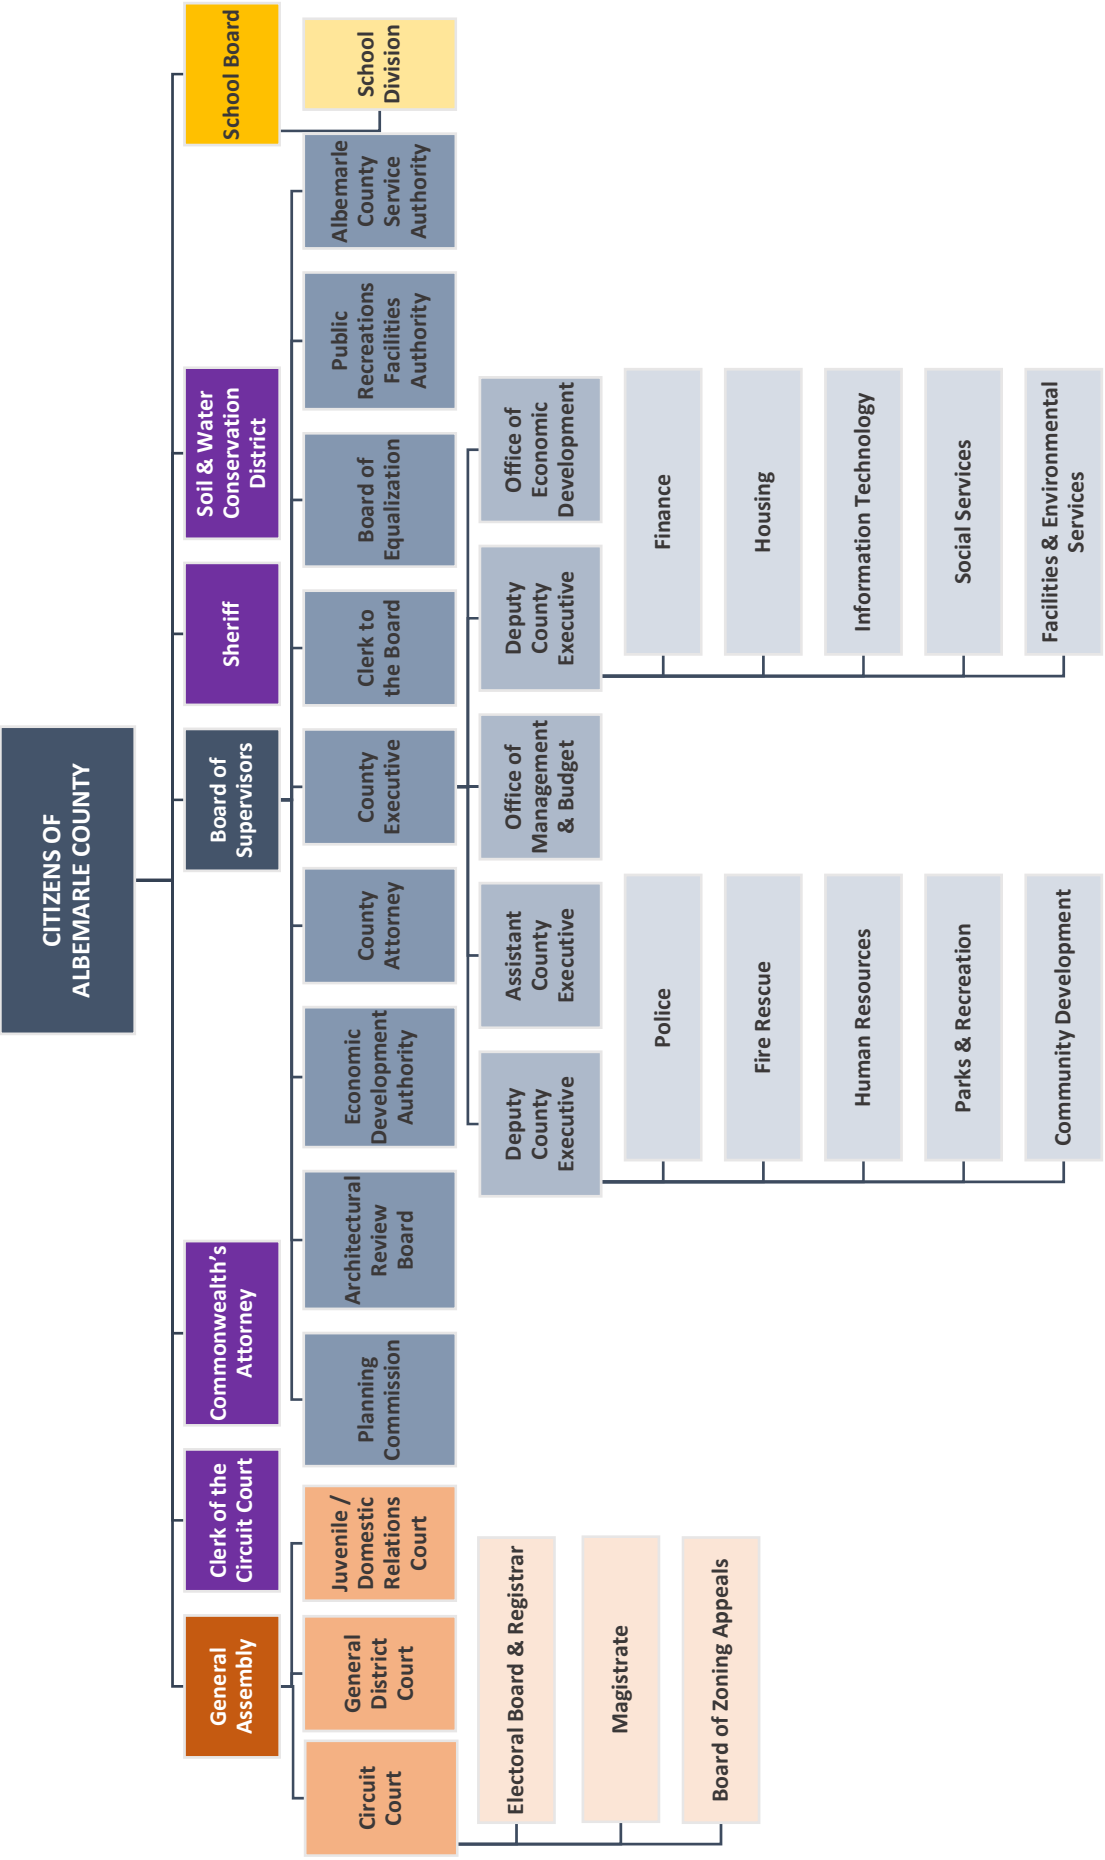 CITIZENS OF
ALBEMARLE COUNTY
General
Assembly
Clerk of the
Circuit Court
Commonwealth's
Attorney
Board of
Supervisors
Sheriff
Soil & Water
Conservation
District
School Board
Circuit
Court
General
District
Court
Juvenile /
Domestic
Relations
Court
Planning
Commission
Architectural
Review
Board
Economic
Development
Authority
County
Attorney
County
Executive
Clerk to
the Board
Board of
Equalization
Public
Recreations
Facilities
Authority
Albemarle
County
Service
Authority
School
Division
Electoral Board & Registrar
Magistrate
Board of Zoning Appeals
Deputy
County
Executive
Assistant
County
Executive
Office of
Management
& Budget
Deputy
County
Executive
Office of
Economic
Development
Police
Fire Rescue
Human Resources
Parks & Recreation
Community Development
Finance
Housing
Information Technology
Social Services
Facilities & Environmental
Services